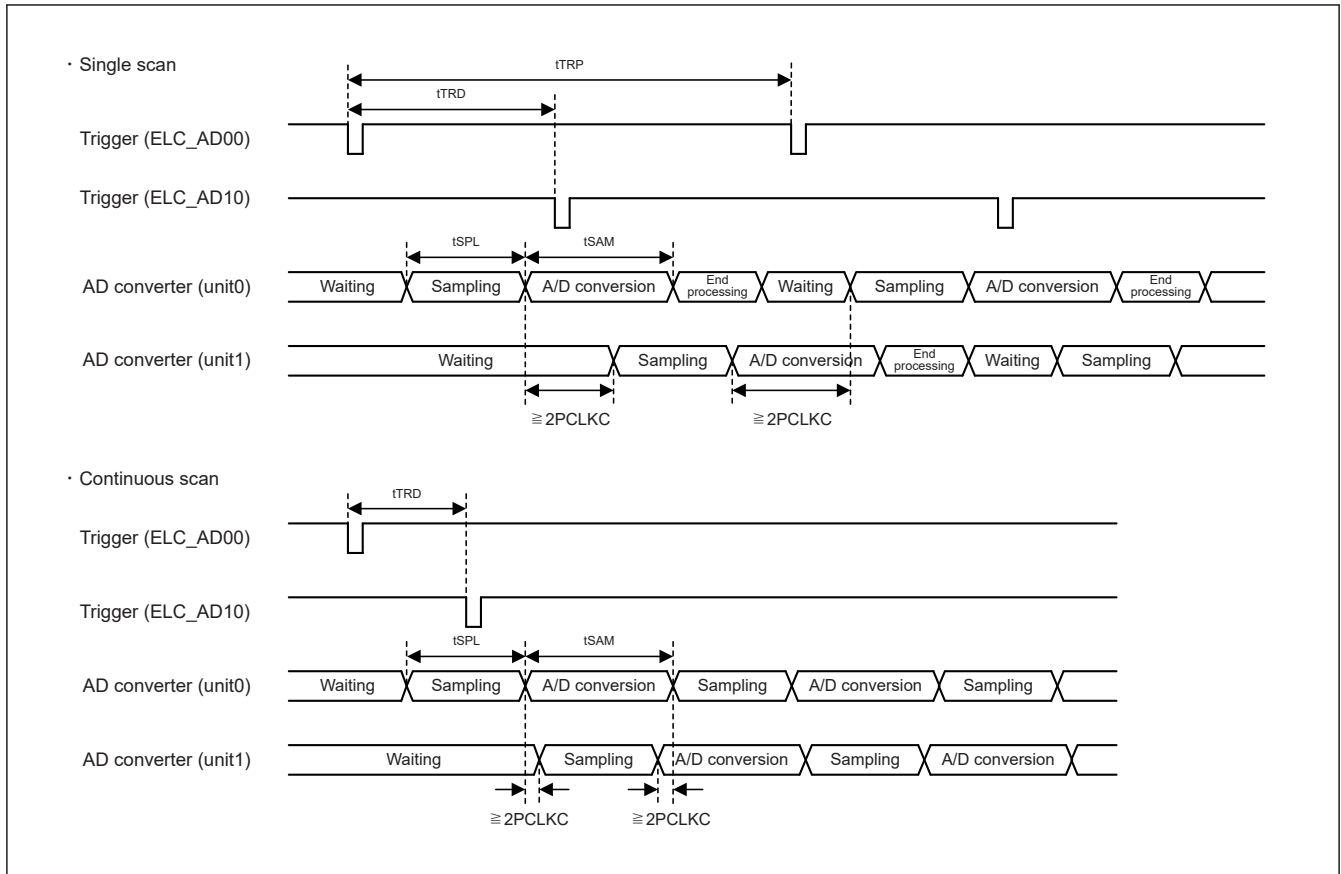 ・Single scan
tTRP
tTRD
Trigger (ELC_AD00)
Trigger (ELC_AD10)
tSPL tSAM
AD converter (unit0) Waiting Sampling A/D conversion End processing Waiting Sampling A/D conversion End processing
AD converter (unit1) Waiting Sampling A/D conversion End processing Waiting Sampling
≧2PCLKC ≧2PCLKC
・Continuous scan
tTRD
Trigger (ELC_AD00)
Trigger (ELC_AD10)
tSPL tSAM
AD converter (unit0) Waiting Sampling A/D conversion Sampling A/D conversion Sampling
AD converter (unit1) Waiting Sampling A/D conversion Sampling A/D conversion
≧2PCLKC ≧2PCLKC